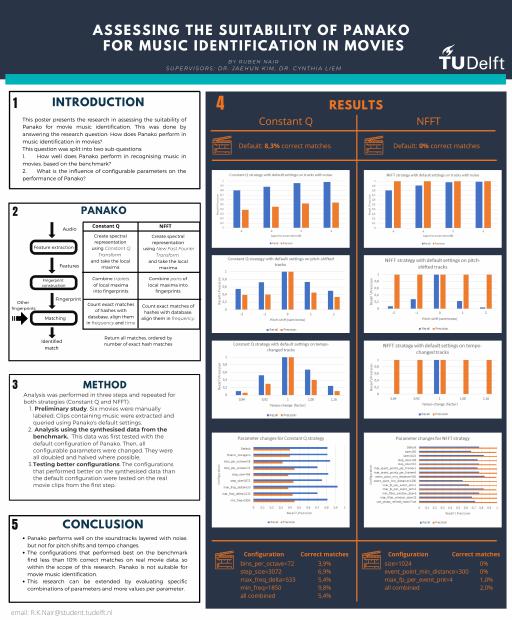 ASSESSING THE SUITABILITY OF PANAKO
FOR MUSIC IDENTIFICATION IN MOVIES
BY RUBEN NAIR
SUPERVISORS: DR. JAEHUN KIM, DR. CYNTHIA LIEM
TUDelft
1 INTRODUCTION
This poster presents the research in assessing the suitability of
Panako for movie music identification. This was done by
answering the research question: How does Panako perform in
music identification in movies?
This question was split into two sub-questions
1. How well does Panako perform in recognising music in
movies, based on the benchmark?
2. What is the influence of configurable parameters on the
performance of Panako?
2 PANAKO
Audio
Feature extraction
Features
Fingerprint
construction
Fingerprint
Other
fingerprints
Matching
Identified
match
Constant Q
NFFT
Create spectral
representation
using Constant Q
Transform
and take the local
maxima
Create spectral
representation
using New Fast Fourier
Transform
and take the local
maxima
Combine triplets
of local maxima
into fingerprints
Combine pairs of
local maxima into
fingerprints
Count exact matches
of hashes with
database, align them
in frequency and time
Count exact matches of
hashes with database
align them in frequency.
Return all matches, ordered by
number of exact hash matches
3 METHOD
Analysis was performed in three steps and repeated for
both strategies (Constant Q and NFFT).
1. Preliminary study. Six movies were manually
labeled. Clips containing music were extracted and
queried using Panako's default settings.
2. Analysis using the synthesised data from the
benchmark. This data was first tested with the
default configuration of Panako. Then, all
configurable parameters were changed. They were
all doubled and halved where possible.
3. Testing better configurations. The configurations
that performed better on the synthesised data than
the default configuration were tested on the real
movie clips from the first step
5 CONCLUSION
• Panako performs well on the soundtracks layered with noise
but not for pitch shifts and tempo changes.
• The configurations that performed best on the benchmark
find less than 10% correct matches on real movie data, so
within the scope of this research, Panako is not suitable for
movie music identification.
• This research can be extended by evaluating specific
combinations of parameters and more values per parameter.
email: R.K.Nair@student.tudelft.nl
4 RESULTS
Constant Q
Default: 8,3% correct matches
Constant Q strategy with default settings on tracks with noise
Constant Q strategy with default settings on pitch-shifted
tracks
Constant Q strategy with default settings on tempo-
changed tracks
Parameter changes for Constant Q strategy
Configuration Correct matches
bins_per_octave=72 3,9%
step_size=3072 6,9%
max_freq_delta=533 5,4%
min_freq=1850 9,8%
all combined 5,4%
NFFT
Default: 0% correct matches
NFFT strategy with default settings on tracks with noise
NFFT strategy with default settings on pitch-
shifted tracks
NFFT strategy with default settings on tempo
changed tracks
Parameter changes for NFFT strategy
Configuration Correct matches
size=1024 0%
event_point_min_distance=300 0%
max_fp_per_event_pnt=4 1,0%
all combined 2,0%